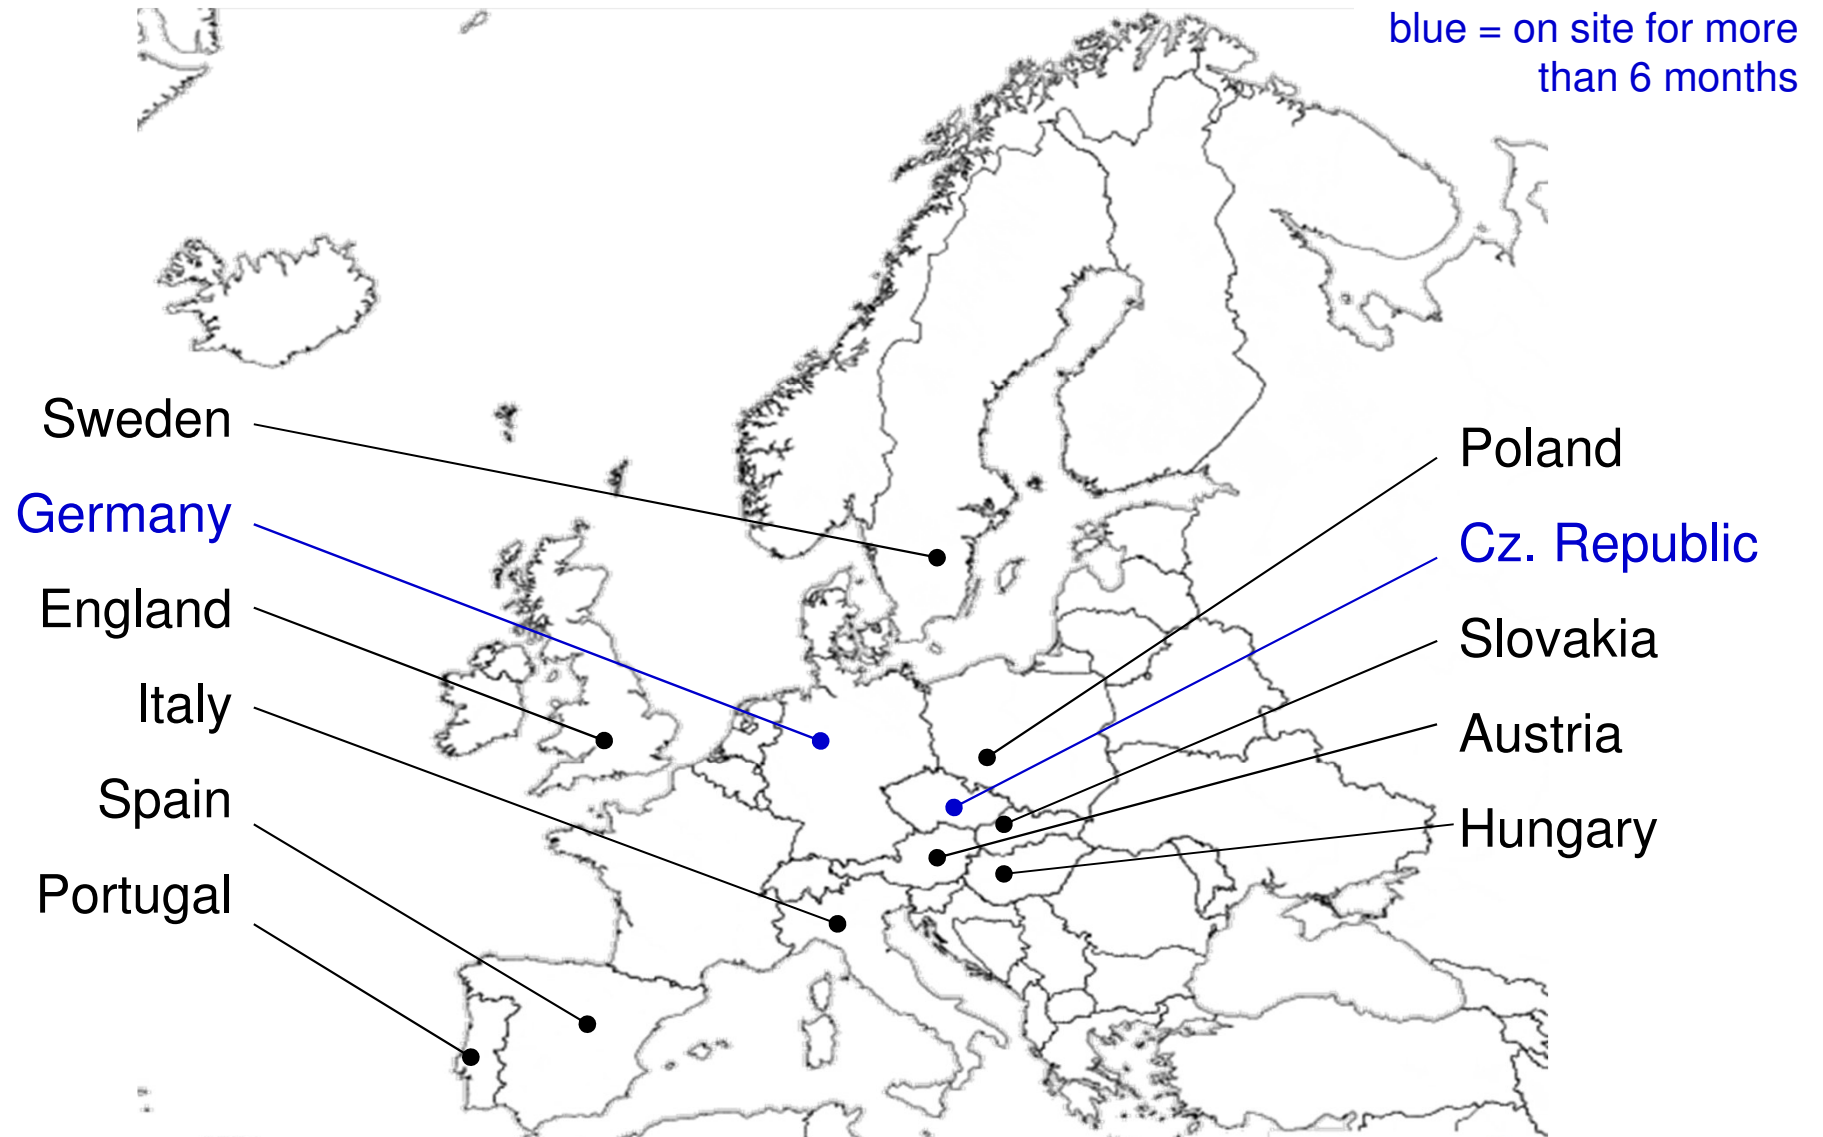 blue = on site for more
than 6 months
Sweden
Germany
England
Italy
Spain
Portugal
Poland
Cz. Republic
Slovakia
Austria
Hungary